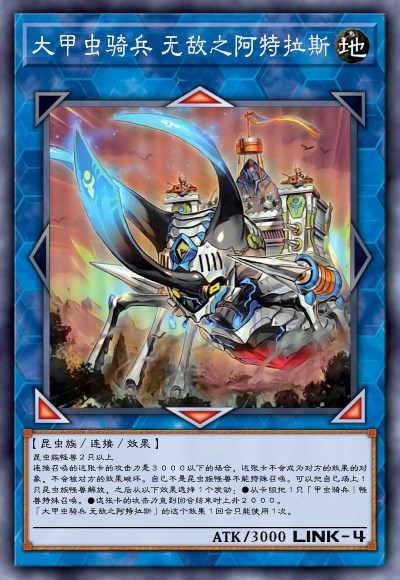 大甲虫骑兵 无敌之阿特拉斯 地
【昆虫族／连接／效果】
昆虫族怪兽2只以上
连接召唤的这张卡的攻击力是3000以下的场合，这张卡不会成为对方的效果的对
象，不会被对方的效果破坏。自己不是昆虫族怪兽不能特殊召唤。可以把自己场上1
只昆虫族怪兽解放，之后从以下效果选择1个发动；●从卡组把1只「甲虫骑兵」怪
兽特殊召唤。●这张卡的攻击力直到回合结束时上升2000。
「大甲虫骑兵 无敌之阿特拉斯」的这个效果1回合只能使用1次。
ATK/3000 LINK-4